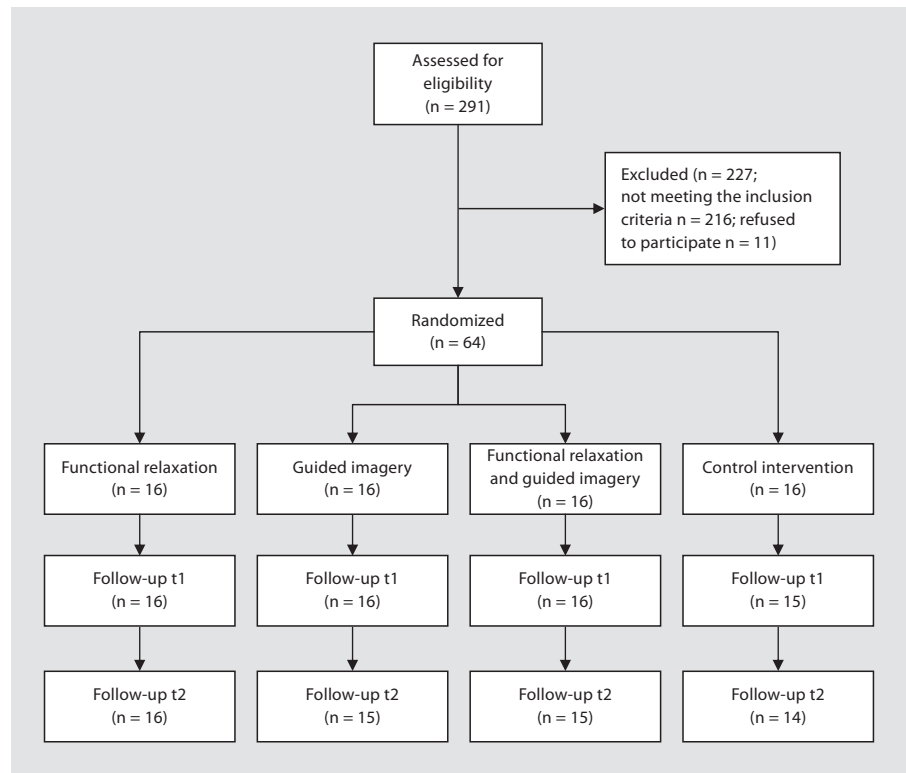 Assessed for
eligibility
(n = 291)
Excluded (n = 227;
not meeting the inclusion
criteria n = 216; refused
to participate n = 11)
Randomized
(n = 64)
Functional relaxation
(n = 16)
Guided imagery
(n = 16)
Functional relaxation
and guided imagery
(n = 16)
Control intervention
(n = 16)
Follow-up t1
(n = 16)
Follow-up t1
(n = 16)
Follow-up t1
(n = 16)
Follow-up t1
(n = 15)
Follow-up t2
(n = 16)
Follow-up t2
(n = 15)
Follow-up t2
(n = 15)
Follow-up t2
(n = 14)